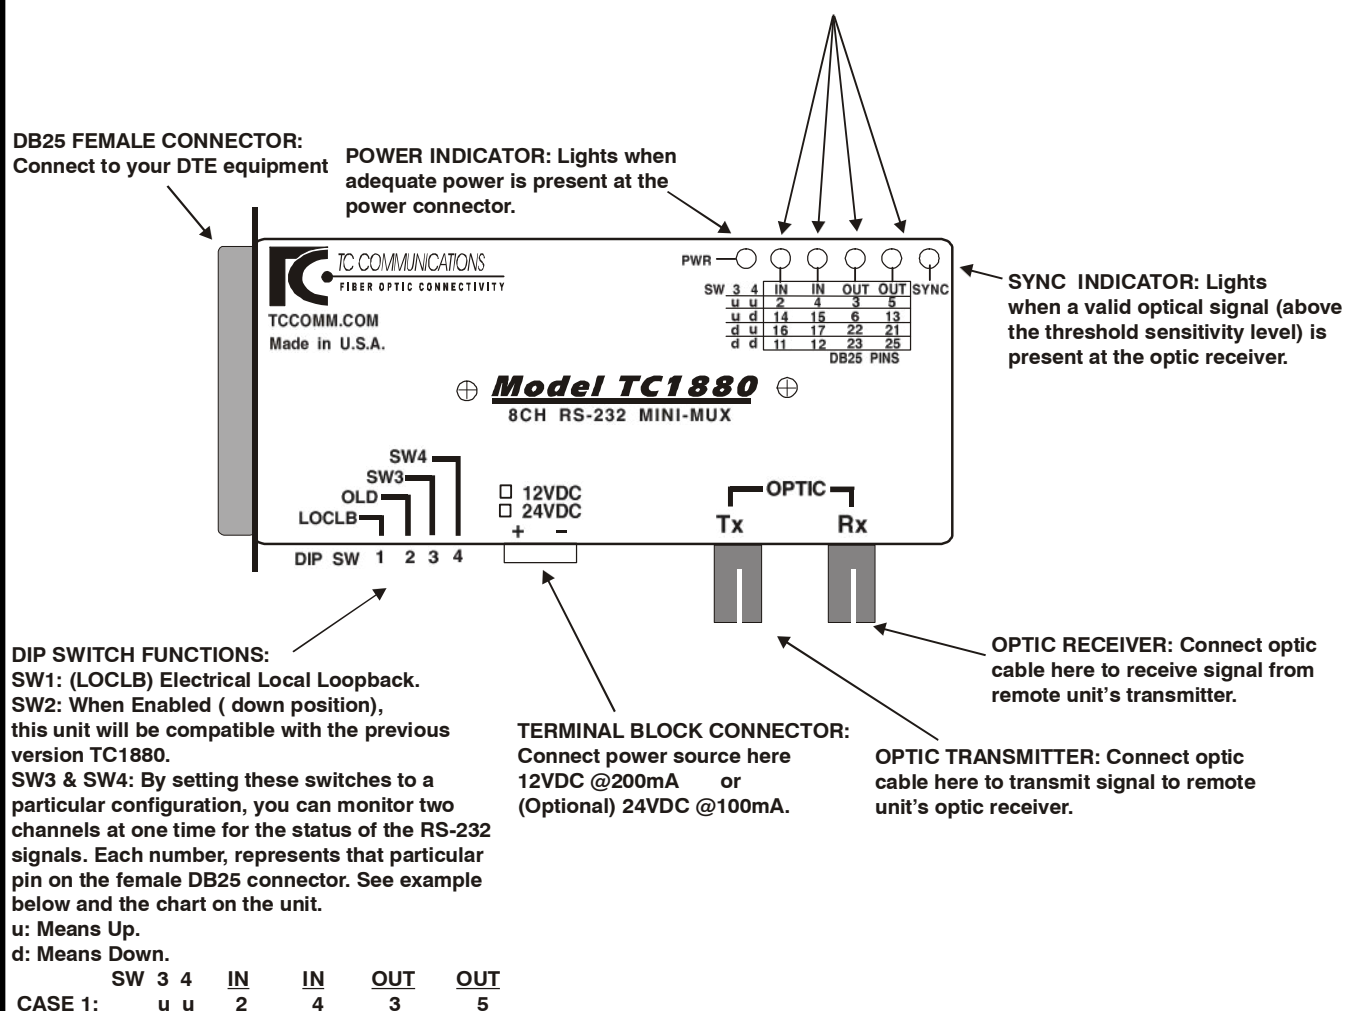 DB25 FEMALE CONNECTOR:
Connect to your DTE equipment
POWER INDICATOR: Lights when
adequate power is present at the
power connector.
TC COMMUNICATIONS
FIBER OPTIC CONNECTIVITY
TCCOMM.COM
Made in U.S.A.
PWR
SW 3 4 IN IN OUT OUT SYNC
u u 2 4 3 5
u d 14 15 6 13
d u 16 17 22 21
d d 11 12 23 25
DB25 PINS
SYNC INDICATOR: Lights
when a valid optical signal (above
the threshold sensitivity level) is
present at the optic receiver.
Model TC1880
8CH RS-232 MINI-MUX
SW4
SW3
OLD
LOCLB
DIP SW 1 2 3 4
12VDC
24VDC
+ –
OPTIC
Tx Rx
DIP SWITCH FUNCTIONS:
SW1: (LOCLB) Electrical Local Loopback.
SW2: When Enabled ( down position),
this unit will be compatible with the previous
version TC1880.
SW3 & SW4: By setting these switches to a
particular configuration, you can monitor two
channels at one time for the status of the RS-232
signals. Each number, represents that particular
pin on the female DB25 connector. See example
below and the chart on the unit.
u: Means Up.
d: Means Down.
SW 3 4 IN IN OUT OUT
CASE 1: u u 2 4 3 5
TERMINAL BLOCK CONNECTOR:
Connect power source here
12VDC @200mA or
(Optional) 24VDC @100mA.
OPTIC RECEIVER: Connect optic
cable here to receive signal from
remote unit's transmitter.
OPTIC TRANSMITTER: Connect optic
cable here to transmit signal to remote
unit's optic receiver.